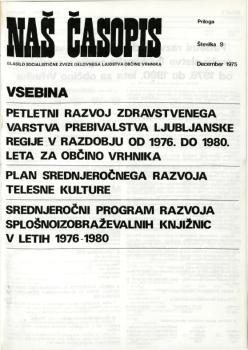 NAŠ ČASOPIS
Priloga
Številka 9
GLASILO SOCIALISTIČNE ZVEZE DELOVNEGA LJUDSTVA OBČINE VRHNIKA
December 1975
VSEBINA
PETLETNI RAZVOJ ZDRAVSTVENEGA
VARSTVA PREBIVALSTVA LJUBLJANSKE
REGIJE V RAZDOBJU OD 1976. DO 1980.
LETA ZA OBČINO VRHNIKA
PLAN SREDNJEROČNEGA RAZVOJA
TELESNE KULTURE
SREDNJEROČNI PROGRAM RAZVOJA
SPLOŠNOIZOBRAŽEVALNIH KNJIŽNIC
V LETIH 1976-1980